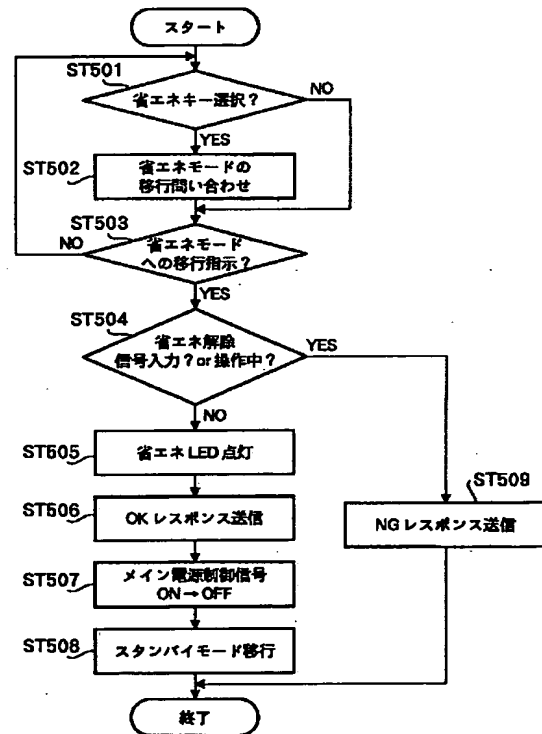 スタート
ST501
省エネキー選択?
NO
YES
ST502
省エネモードの
移行問い合わせ
ST503
NO
省エネモード
への移行指示?
YES
ST504
省エネ解除
信号入力?or操作中?
YES
NO
ST505
省エネLED点灯
ST509
ST506
OKレスポンス送信
NGレスポンス送信
ST507
メイン電源制御信号
ON→OFF
ST508
スタンバイモード移行
終了